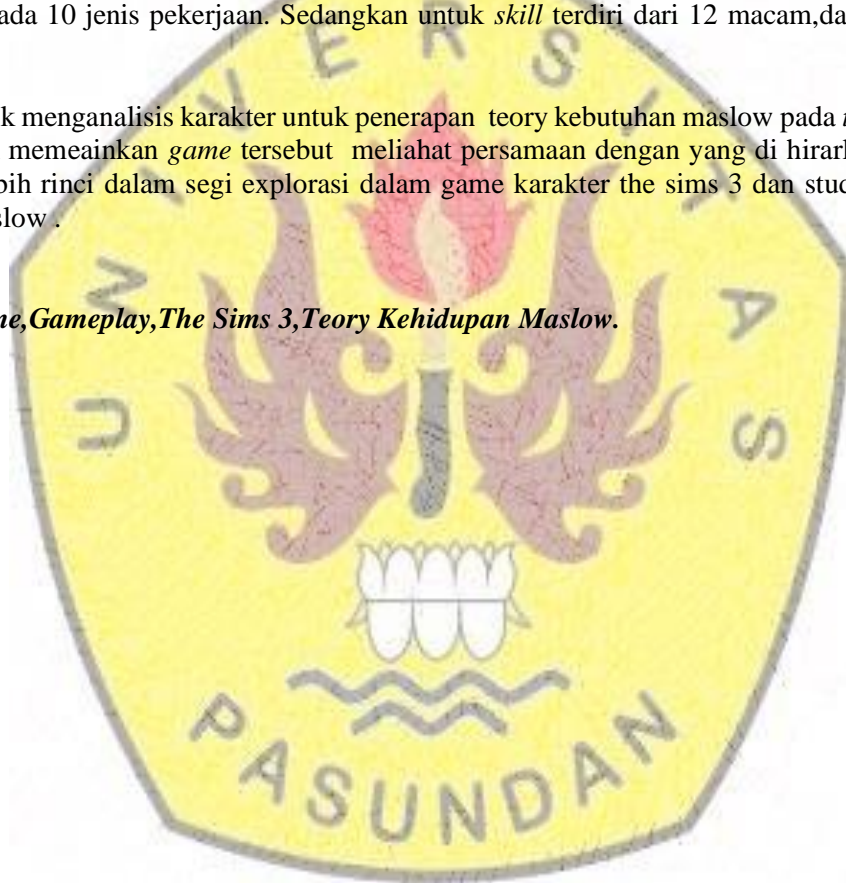 ada 10 jenis pekerjaan. Sedangkan untuk skill terdiri dari 12 macam,da
k menganalisis karakter untuk penerapan teory kebutuhan maslow pada
memeainkan game tersebut meliahat persamaan dengan yang di hirarl
bih rinci dalam segi explorasi dalam game karakter the sims 3 dan stud
slow .
ne,Gameplay,The Sims 3,Teory Kehidupan Maslow.
UNIVERSITAS
PASUNDAN